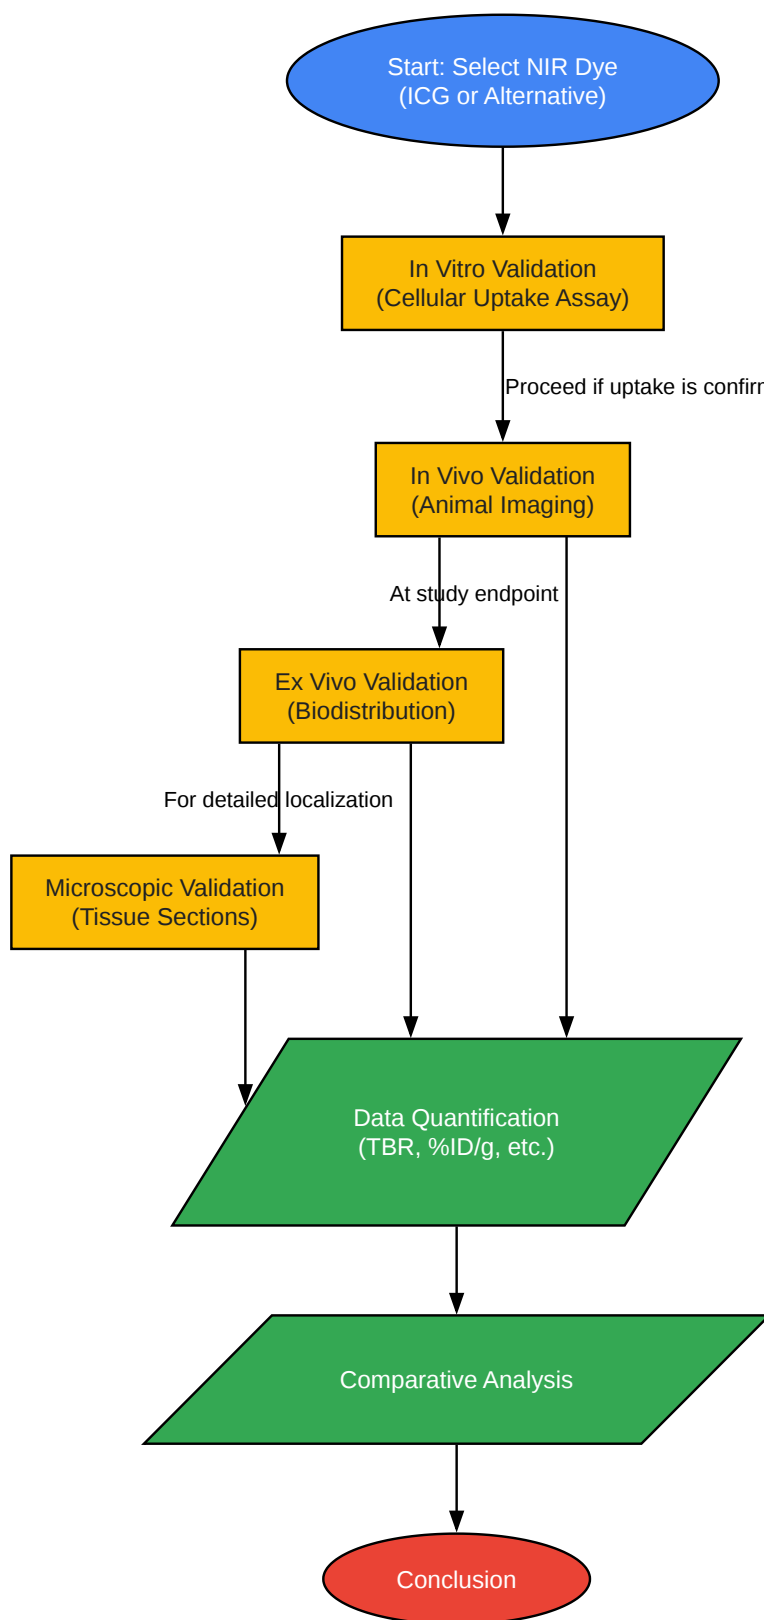 Start: Select NIR Dye
(ICG or Alternative)
In Vitro Validation
(Cellular Uptake Assay)
Proceed if uptake is
In Vivo Validation
(Animal Imaging)
At study endpoint
Ex Vivo Validation
(Biodistribution)
For detailed localization
Microscopic Validation
(Tissue Sections)
Data Quantification
(TBR, %ID/g, etc.)
Comparative Analysis
Conclusion